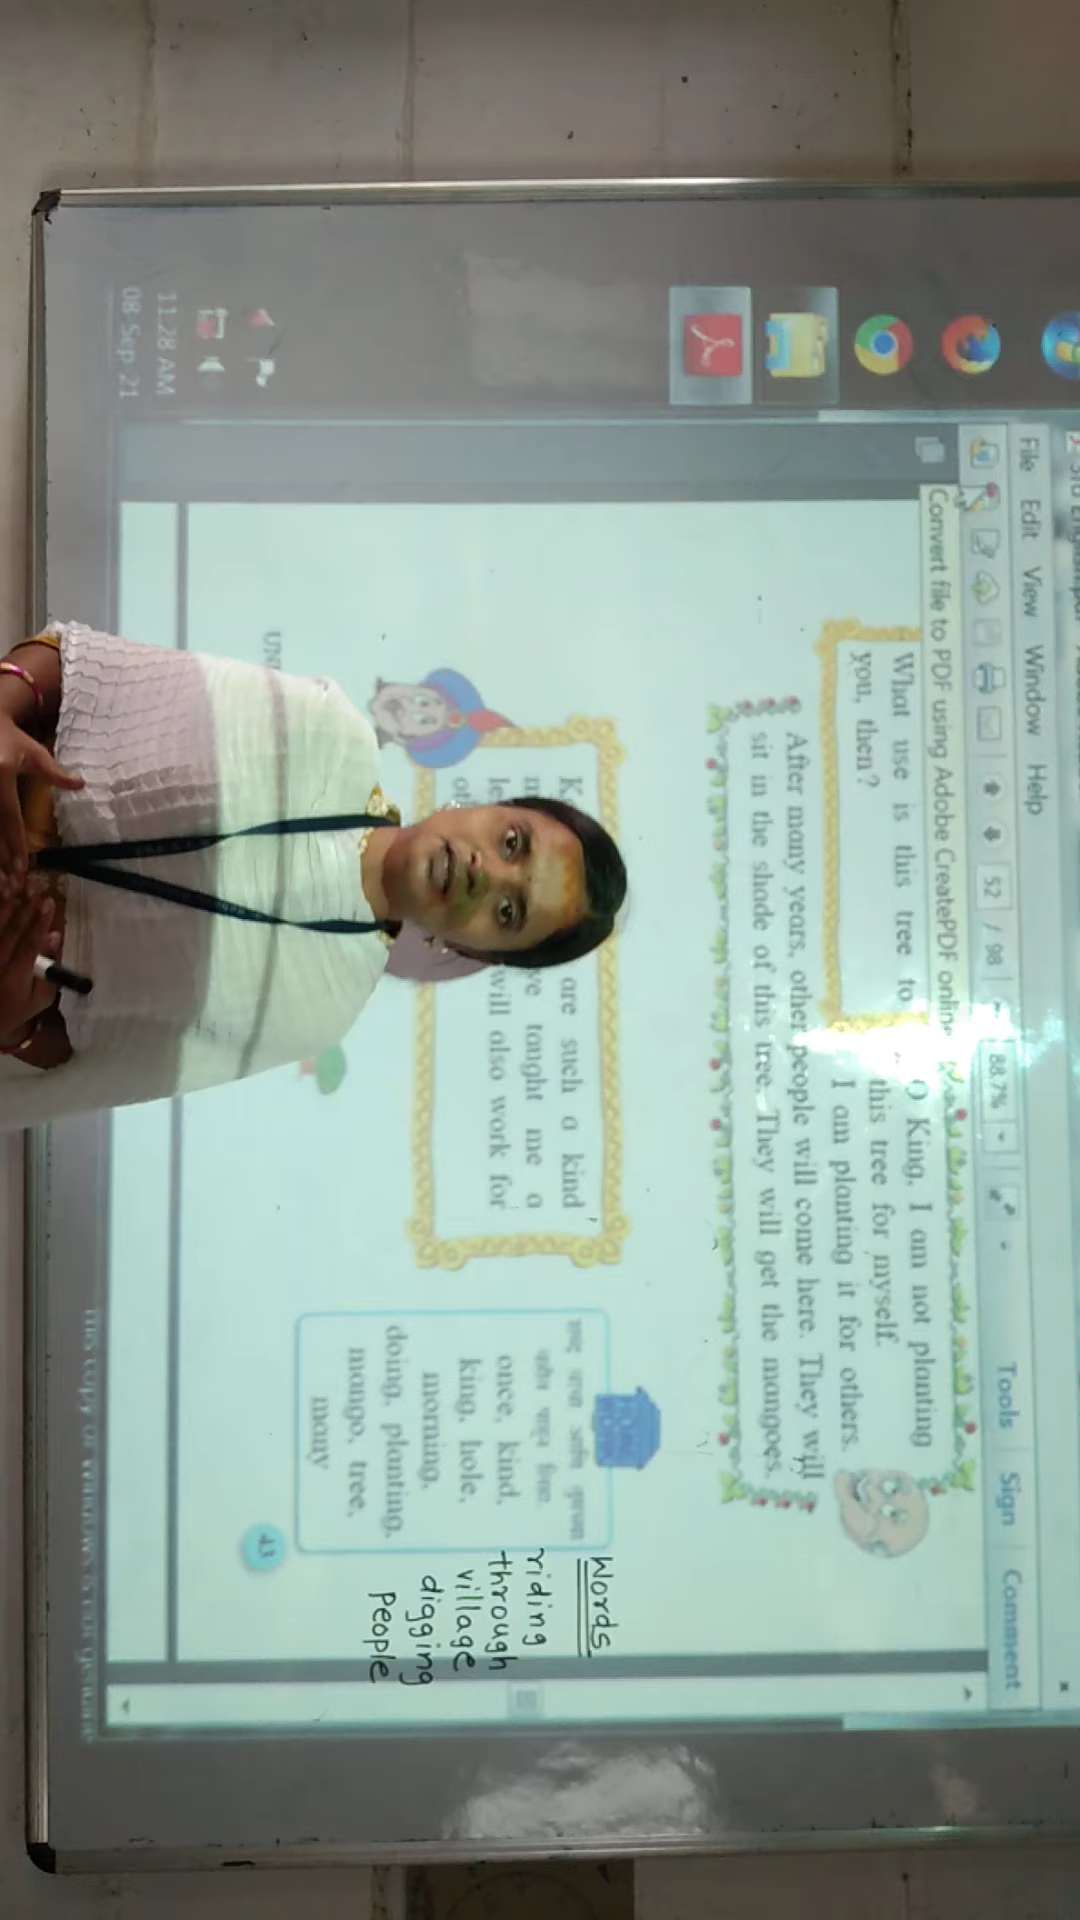 File Edit View Window Help
52 / 98
88.7%
Tools Sign Comment
Convert file to PDF using Adobe CreatePDF online
What use is this tree to
you, then?
O King, I am not planting
this tree for myself.
I am planting it for others.
After many years, other people will come here. They will
sit in the shade of this tree. They will get the mangoes.
are such a kind
taught me a
will also work for
once, kind,
king, hole,
morning,
doing, planting,
mango, tree,
many
43
Words
riding
through
village
digging
people
11:28 AM
08-Sep-21